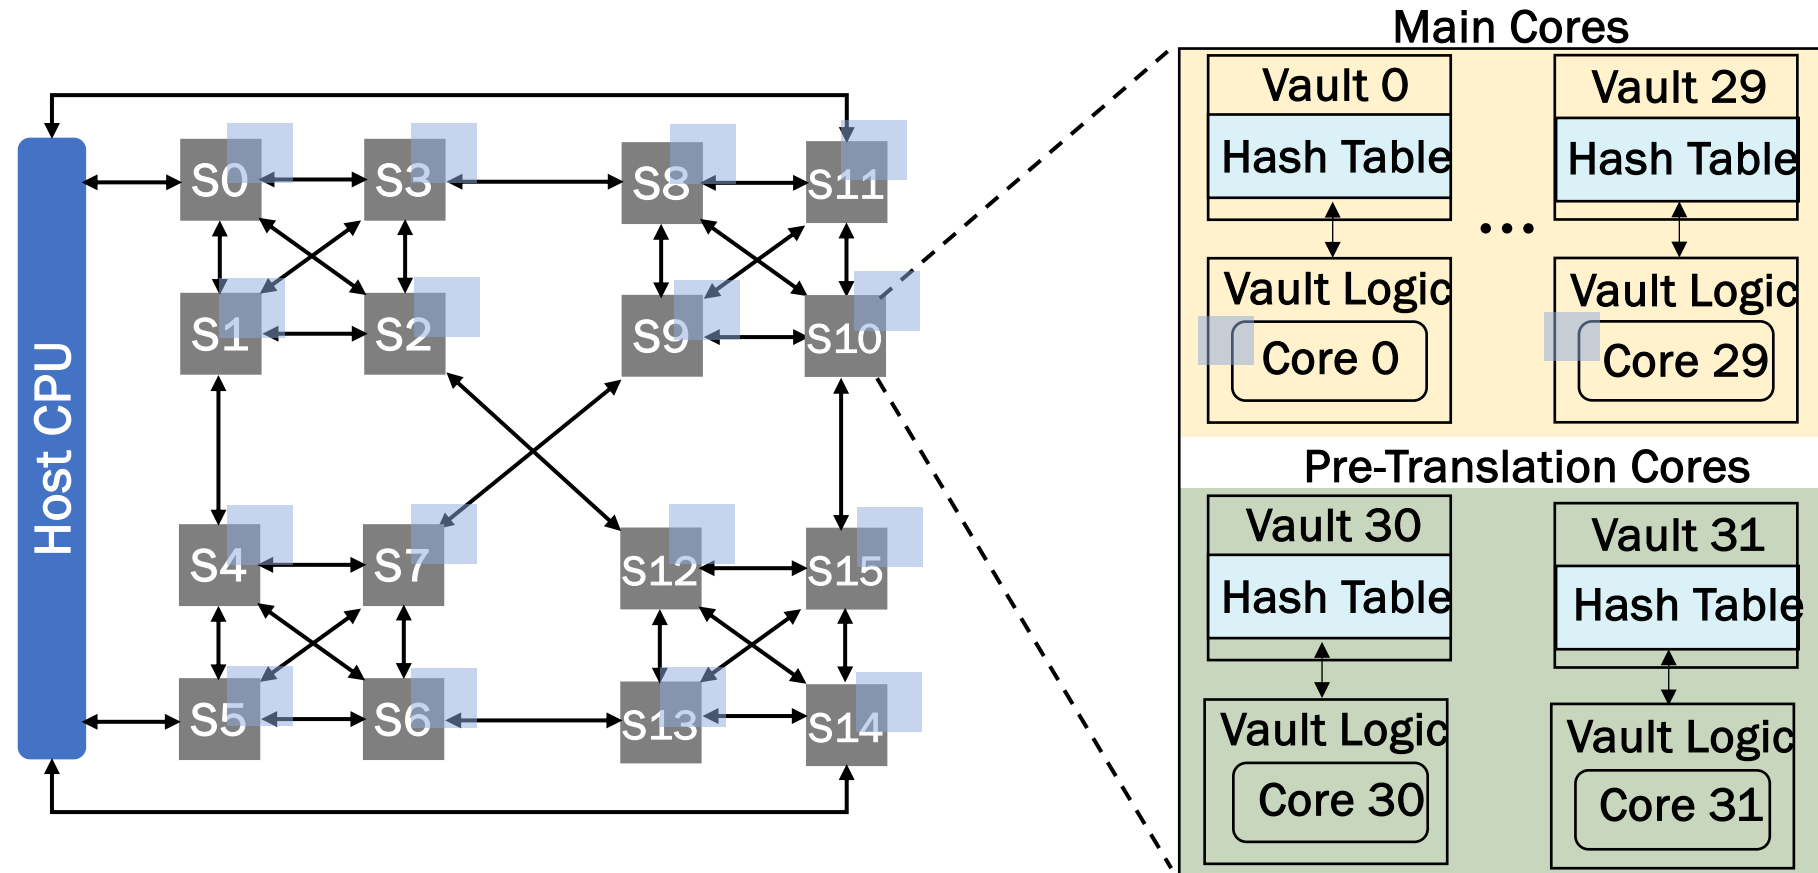 Host CPU
S0
S3
S8
S11
S1
S2
S9
S10
S4
S7
S12
S15
S5
S6
S13
S14
Main Cores
Vault 0
Hash Table
Vault Logic
Core 0
...
Vault 29
Hash Table
Vault Logic
Core 29
Pre-Translation Cores
Vault 30
Hash Table
Vault Logic
Core 30
Vault 31
Hash Table
Vault Logic
Core 31